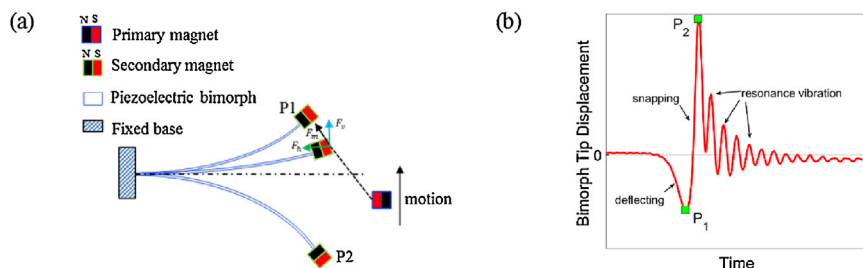 (a)
N S
Primary magnet
N S
Secondary magnet
Piezoelectric bimorph
Fixed base
P1
Fm
Fv
Fh
motion
P2
(b)
Bimorph Tip Displacement
0
P2
snapping
resonance vibration
deflecting
P1
Time